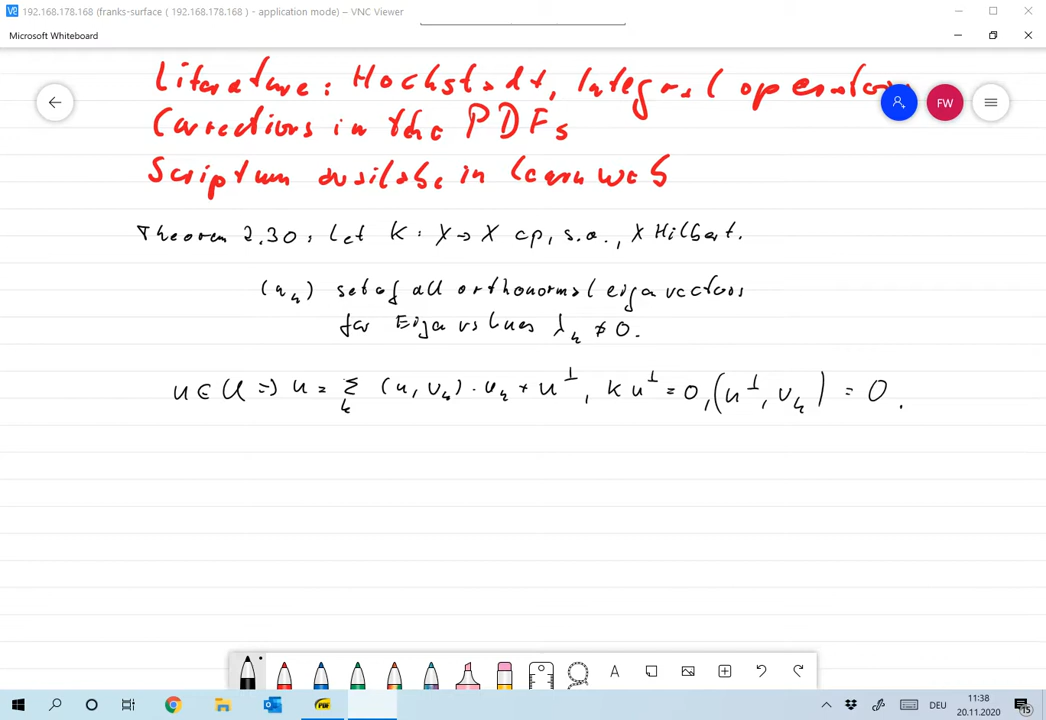 192.168.178.168 (franks-surface ( 192.168.178.168 ) - application mode) – VNC Viewer
Microsoft Whiteboard
Literature: Hochstadt, Integral operators
Corrections in the PDFs
FW
Scriptum available in learnweb
Theorem 2.30: Let K: X → X cp, s.a., X Hilbert.
(u_k) set of all orthonormal eigenvectors
for Eigenvalues λ_k ≠ 0.
u ∈ U => u = Σ_k (u, v_k) · v_k + u^⊥, K u^⊥ = 0, (u^⊥, v_k) = 0.
A
DEU
11:38
20.11.2020
15